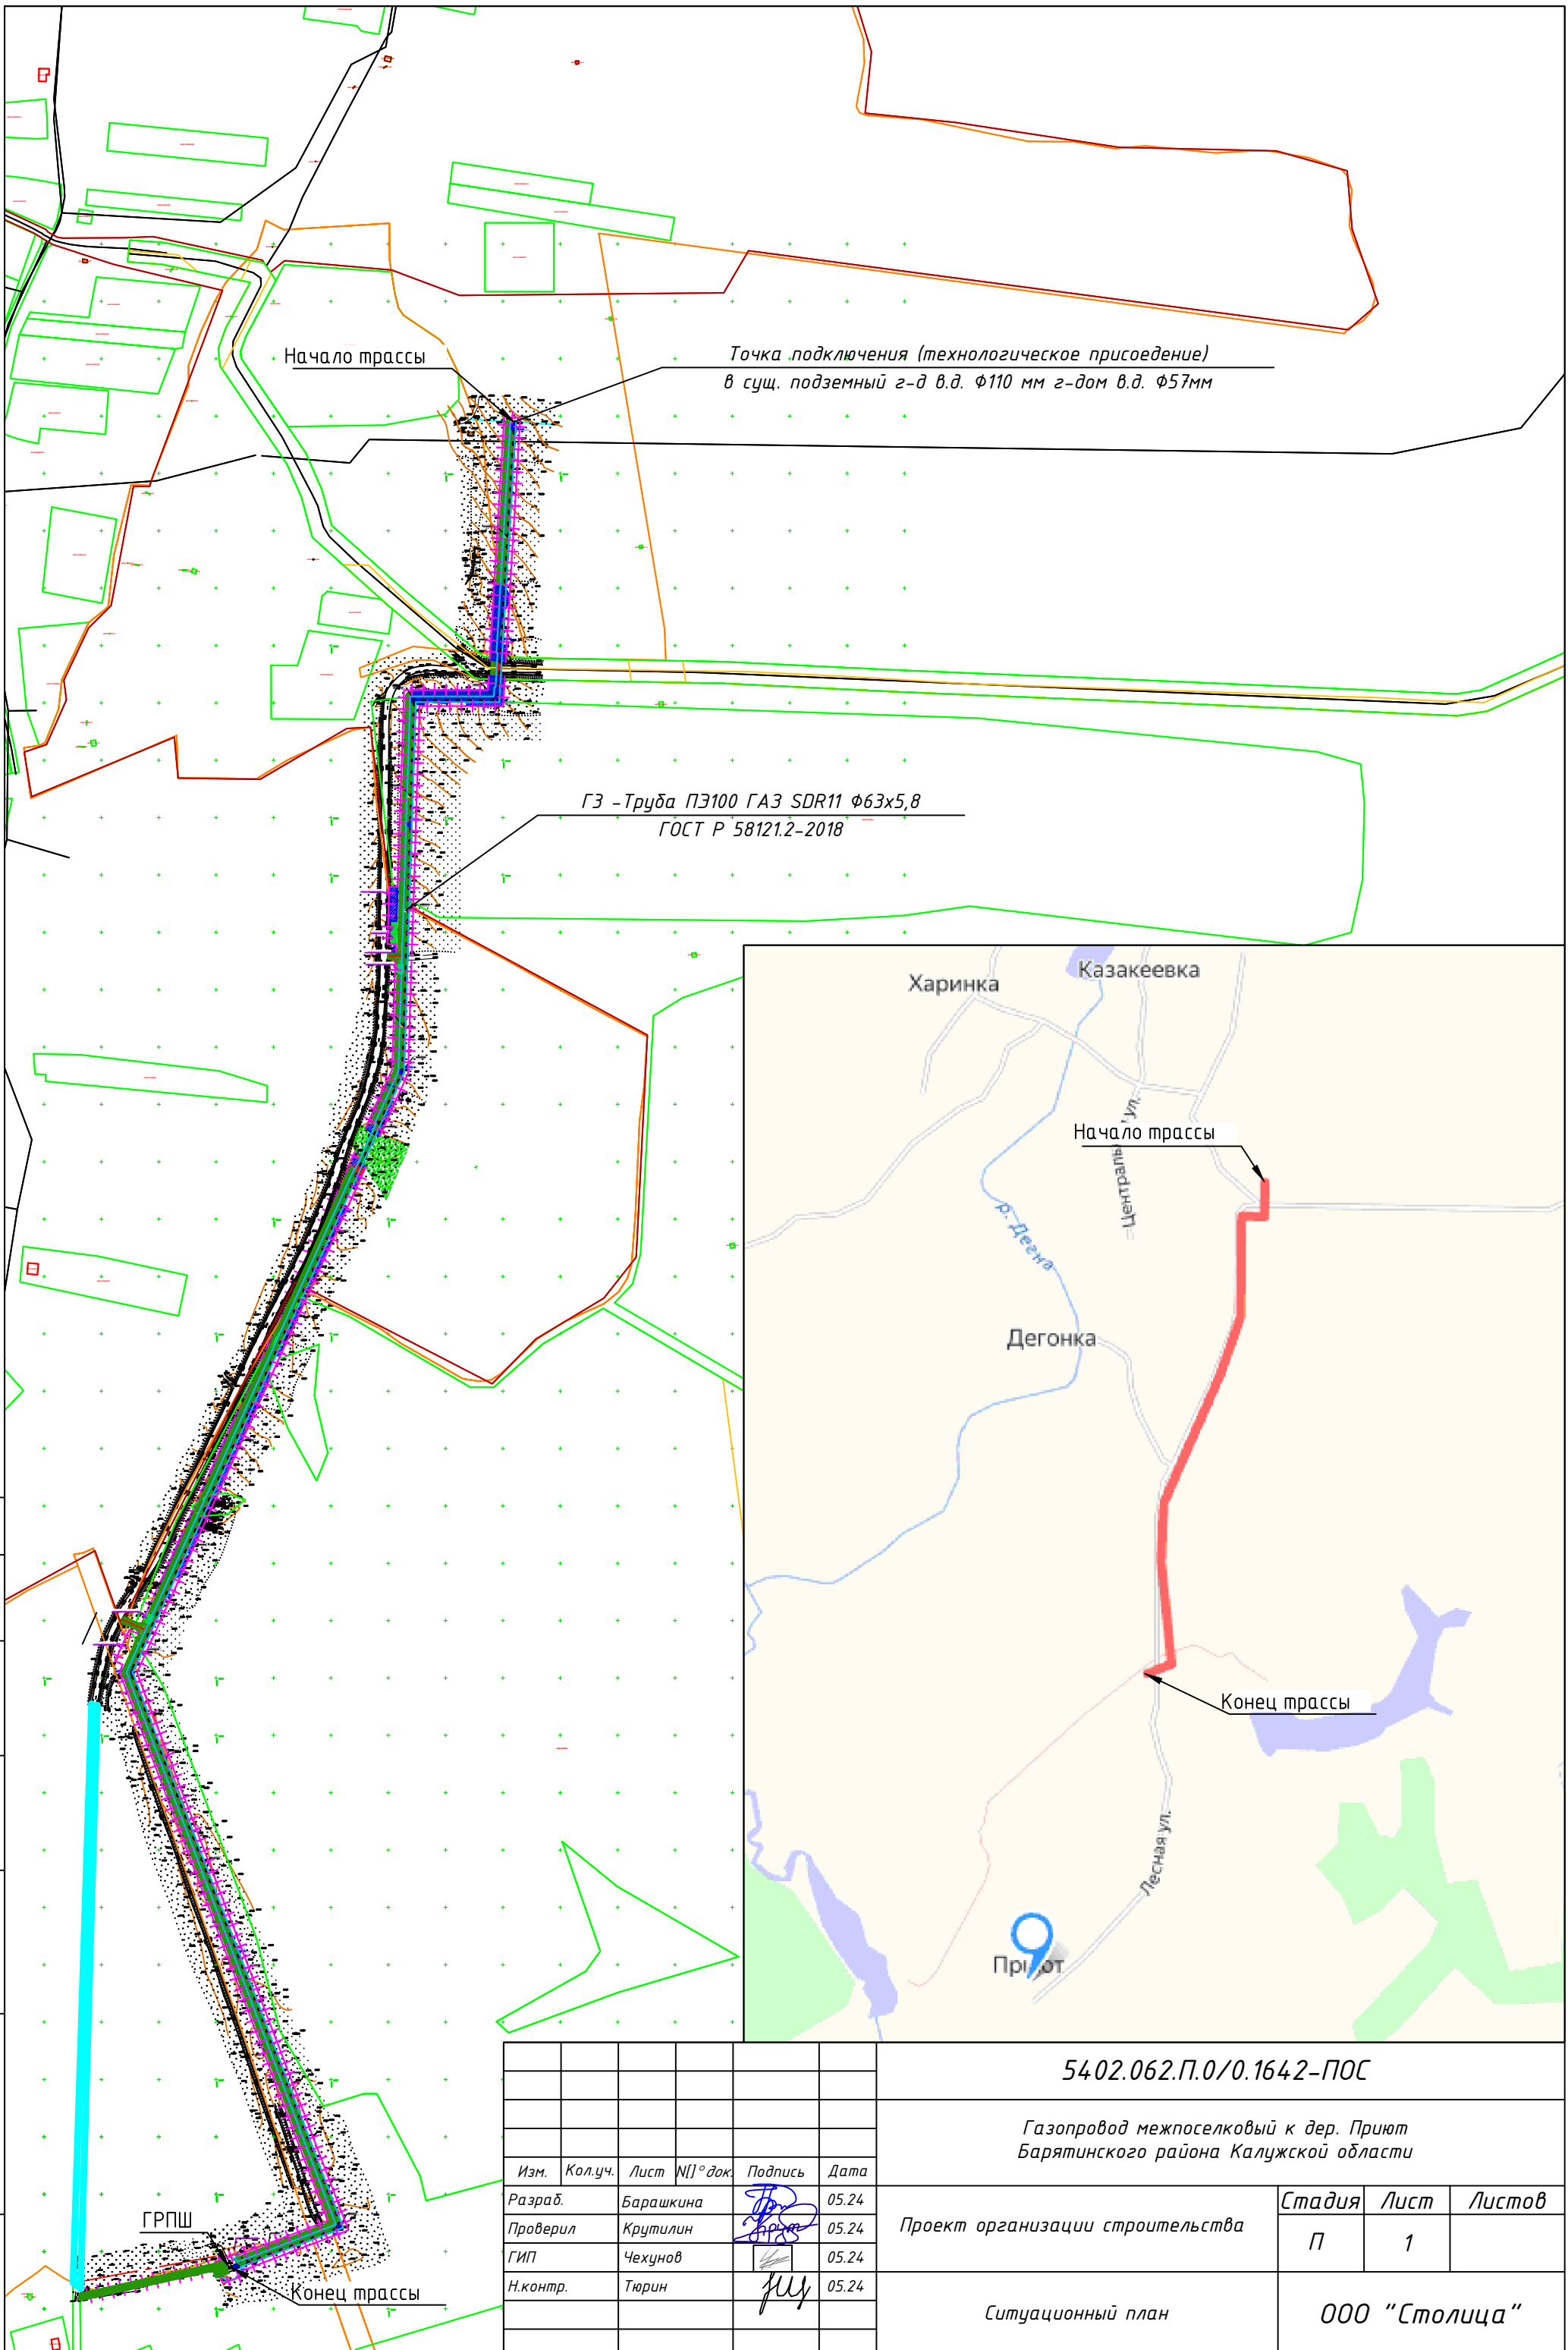 Начало трассы
Точка подключения (технологическое присоедение)
в сущ. подземный г-д в.д. Ф110 мм г-дом в.д. Ф57мм
Г3 -Труба ПЭ100 ГАЗ SDR11 Ф63х5,8
ГОСТ Р 58121.2-2018
Харинка
Казакеевка
Начало трассы
ул.
р. Дегна
Дегонка
Конец трассы
Лесная ул.
ГРПШ
Конец трассы
5402.062.П.0/0.1642-ПОС
Газопровод межпоселковый к дер. Приют
Барятинского района Калужской области
Изм. Кол.уч. Лист N[]°док. Подпись Дата
Разраб. Барашкина 05.24
Проверил Крутилин 05.24
ГИП Чехунов 05.24
Н.контр. Тюрин 05.24
Проект организации строительства
Стадия Лист Листов
П 1
Ситуационный план
ООО "Столица"